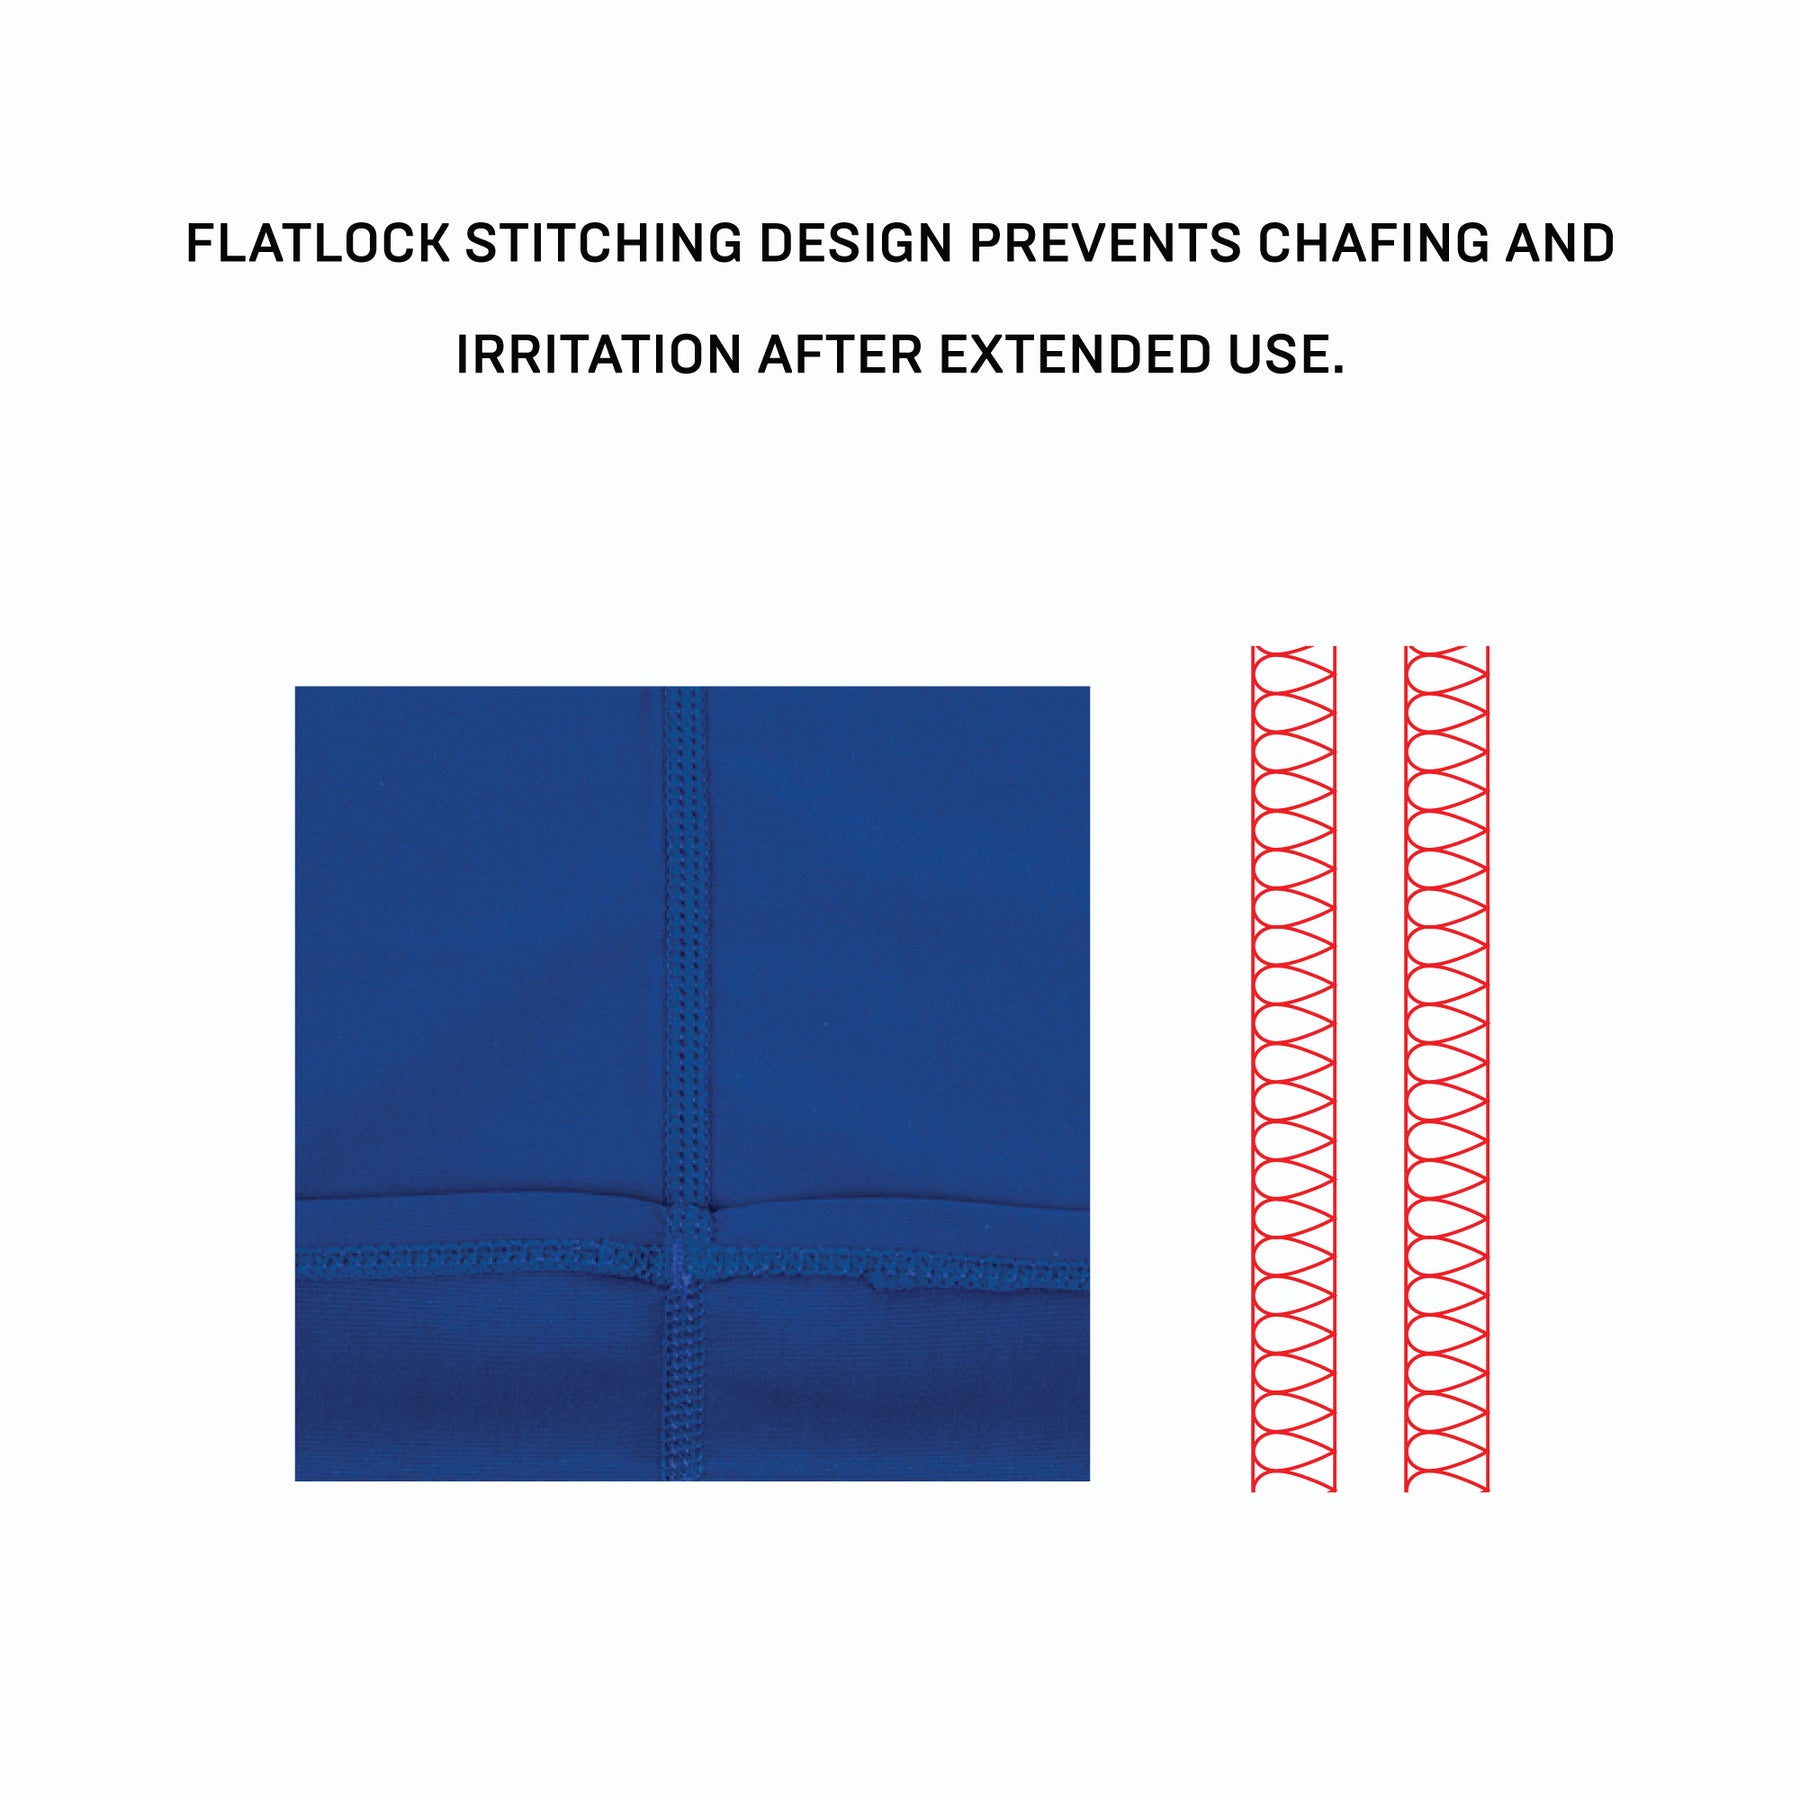 FLATLOCK STITCHING DESIGN PREVENTS CHAFING AND
IRRITATION AFTER EXTENDED USE.